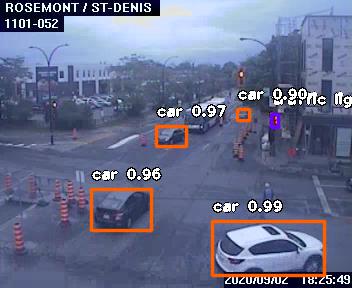 ROSEMONT / ST-DENIS
1101-052
car 0.90
car 0.97
car 0.96
car 0.99
2020/09/02 18:25:49